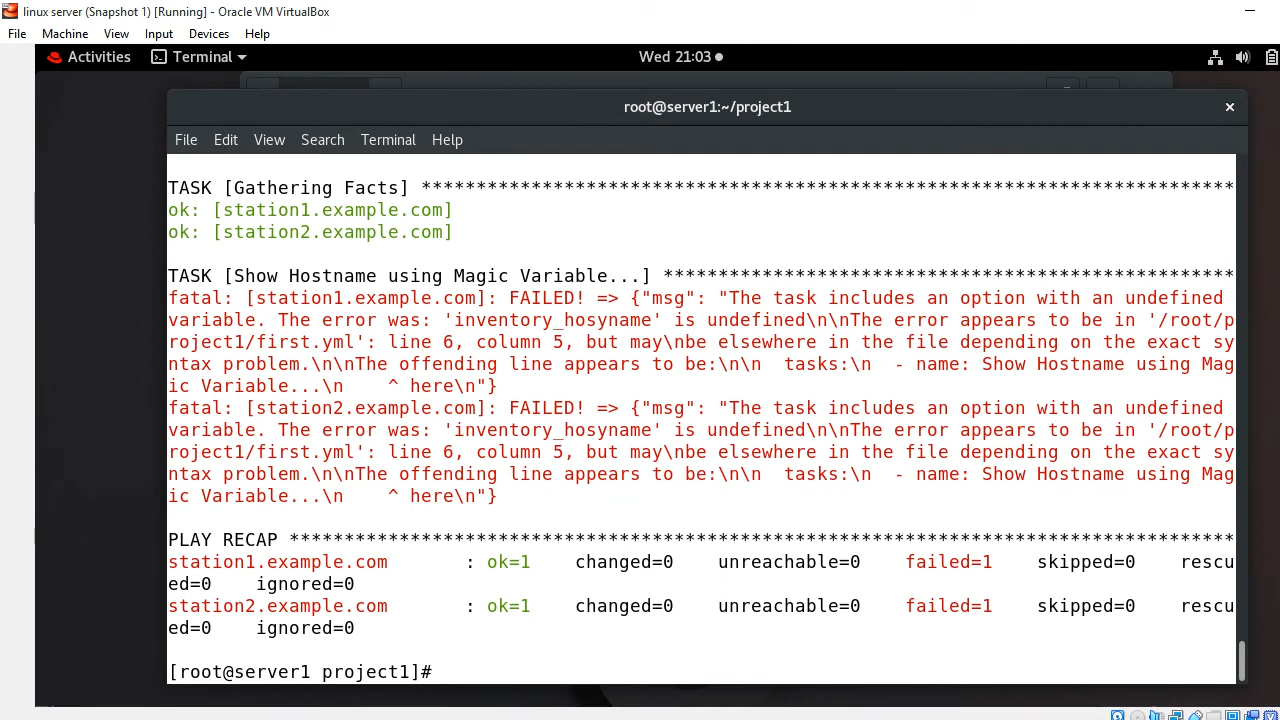 linux server (Snapshot 1) [Running] - Oracle VM VirtualBox
File Machine View Input Devices Help
Activities Terminal Wed 21:03
root@server1:~/project1
File Edit View Search Terminal Help
TASK [Gathering Facts] **************************************************************************
ok: [station1.example.com]
ok: [station2.example.com]
TASK [Show Hostname using Magic Variable...] ****************************************************
fatal: [station1.example.com]: FAILED! => {"msg": "The task includes an option with an undefined
variable. The error was: 'inventory_hosyname' is undefined\n\nThe error appears to be in '/root/p
roject1/first.yml': line 6, column 5, but may\nbe elsewhere in the file depending on the exact sy
ntax problem.\n\nThe offending line appears to be:\n\n  tasks:\n  - name: Show Hostname using Mag
ic Variable...\n    ^ here\n"}
fatal: [station2.example.com]: FAILED! => {"msg": "The task includes an option with an undefined
variable. The error was: 'inventory_hosyname' is undefined\n\nThe error appears to be in '/root/p
roject1/first.yml': line 6, column 5, but may\nbe elsewhere in the file depending on the exact sy
ntax problem.\n\nThe offending line appears to be:\n\n  tasks:\n  - name: Show Hostname using Mag
ic Variable...\n    ^ here\n"}
PLAY RECAP **************************************************************************************
station1.example.com       : ok=1    changed=0    unreachable=0    failed=1    skipped=0    rescu
ed=0    ignored=0
station2.example.com       : ok=1    changed=0    unreachable=0    failed=1    skipped=0    rescu
ed=0    ignored=0
[root@server1 project1]#